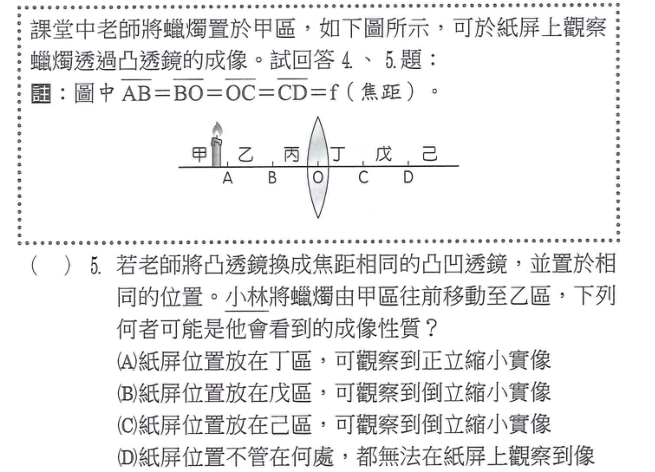 課堂中老師將蠟燭置於甲區，如下圖所示，可於紙屏上觀察
蠟燭透過凸透鏡的成像。試回答 4、5.題：
註：圖中 AB＝BO＝OC＝CD＝f（焦距）。
甲 乙 丙 丁 戊 己
A B O C D
（　）5. 若老師將凸透鏡換成焦距相同的凸凹透鏡，並置於相
同的位置。小林將蠟燭由甲區往前移動至乙區，下列
何者可能是他會看到的成像性質？
(A)紙屏位置放在丁區，可觀察到正立縮小實像
(B)紙屏位置放在戊區，可觀察到倒立縮小實像
(C)紙屏位置放在己區，可觀察到倒立縮小實像
(D)紙屏位置不管在何處，都無法在紙屏上觀察到像